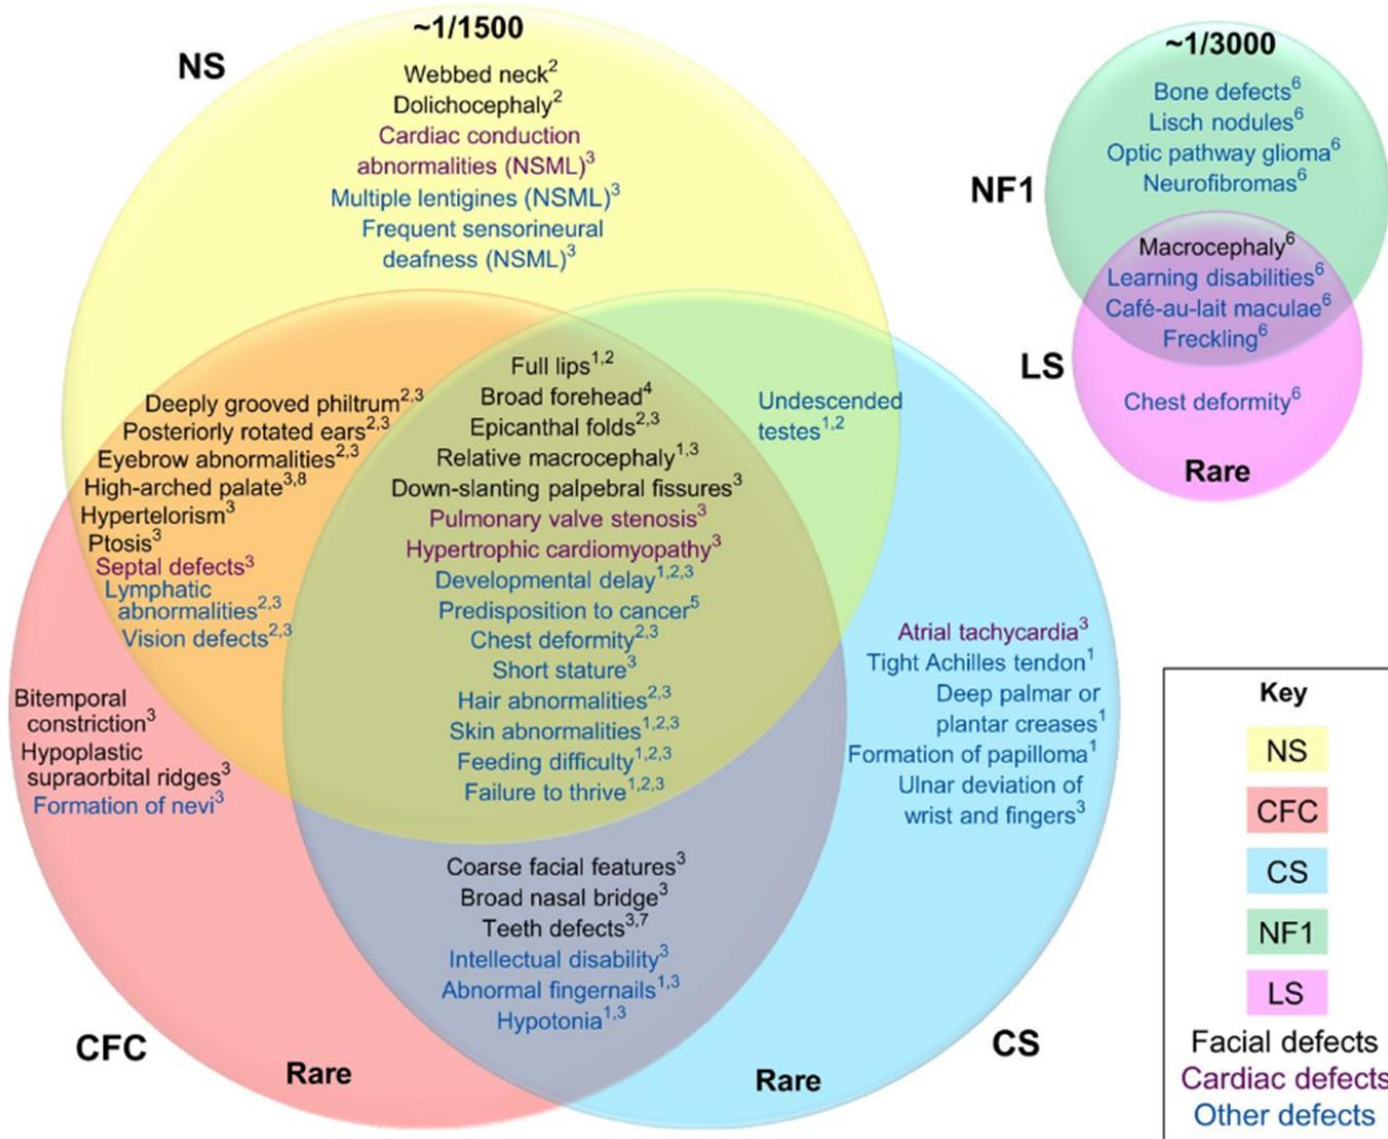 ~1/1500
NS
Webbed neck²
Dolichocephaly²
Cardiac conduction
abnormalities (NSML)³
Multiple lentigines (NSML)³
Frequent sensorineural
deafness (NSML)³
Deeply grooved philtrum²,³
Posteriorly rotated ears²,³
Eyebrow abnormalities²,³
High-arched palate³,⁸
Hypertelorism³
Ptosis³
Septal defects³
Lymphatic
abnormalities²,³
Vision defects²,³
Full lips¹,²
Broad forehead⁴
Epicanthal folds²,³
Relative macrocephaly¹,³
Down-slanting palpebral fissures³
Pulmonary valve stenosis³
Hypertrophic cardiomyopathy³
Developmental delay¹,²,³
Predisposition to cancer⁵
Chest deformity²,³
Short stature³
Hair abnormalities²,³
Skin abnormalities¹,²,³
Feeding difficulty¹,²,³
Failure to thrive¹,²,³
Undescended
testes¹,²
Bitemporal
constriction³
Hypoplastic
supraorbital ridges³
Formation of nevi³
Atrial tachycardia³
Tight Achilles tendon¹
Deep palmar or
plantar creases¹
Formation of papilloma¹
Ulnar deviation of
wrist and fingers³
Coarse facial features³
Broad nasal bridge³
Teeth defects³,⁷
Intellectual disability³
Abnormal fingernails¹,³
Hypotonia¹,³
CFC
Rare
Rare
CS
~1/3000
NF1
Bone defects⁶
Lisch nodules⁶
Optic pathway glioma⁶
Neurofibromas⁶
Macrocephaly⁶
Learning disabilities⁶
Café-au-lait maculae⁶
Freckling⁶
LS
Chest deformity⁶
Rare
Key
NS
CFC
CS
NF1
LS
Facial defects
Cardiac defects
Other defects